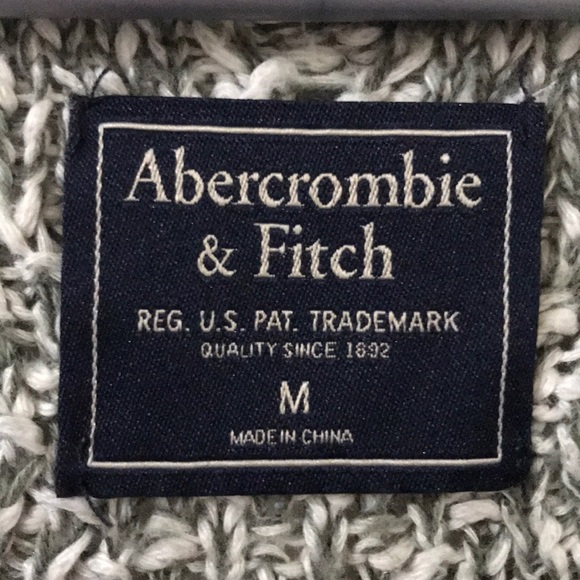 Abercrombie
& Fitch
REG. U.S. PAT. TRADEMARK
QUALITY SINCE 1892
M
MADE IN CHINA